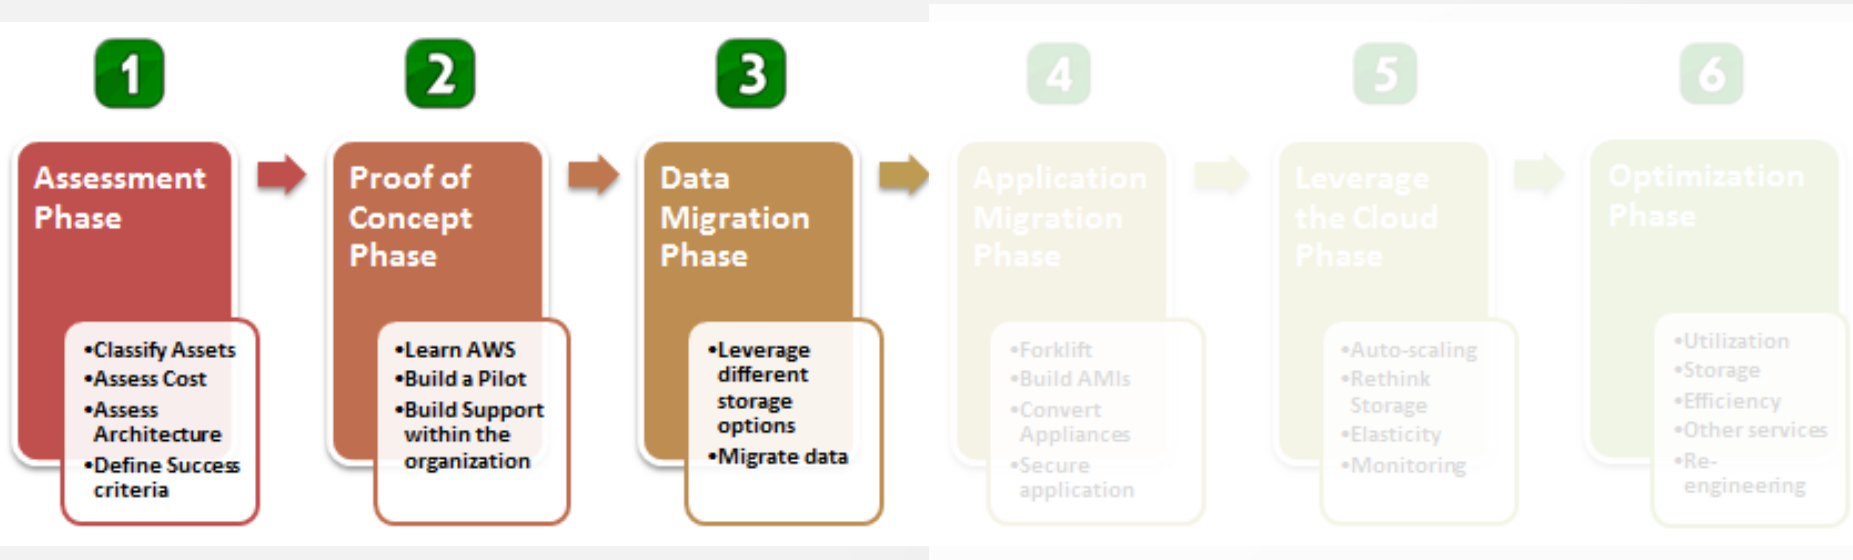 1
2
3
4
5
6
Assessment
Phase
•Classify Assets
•Assess Cost
•Assess
Architecture
•Define Success
criteria
Proof of
Concept
Phase
•Learn AWS
•Build a Pilot
•Build Support
within the
organization
Data
Migration
Phase
•Leverage
different
storage
options
•Migrate data
Application
Migration
Phase
•Forklift
•Build AMIs
•Convert
Appliances
•Secure
application
Leverage
the Cloud
Phase
•Auto-scaling
•Rethink
Storage
•Elasticity
•Monitoring
Optimization
Phase
•Utilization
•Storage
•Efficiency
•Other services
•Re-
engineering